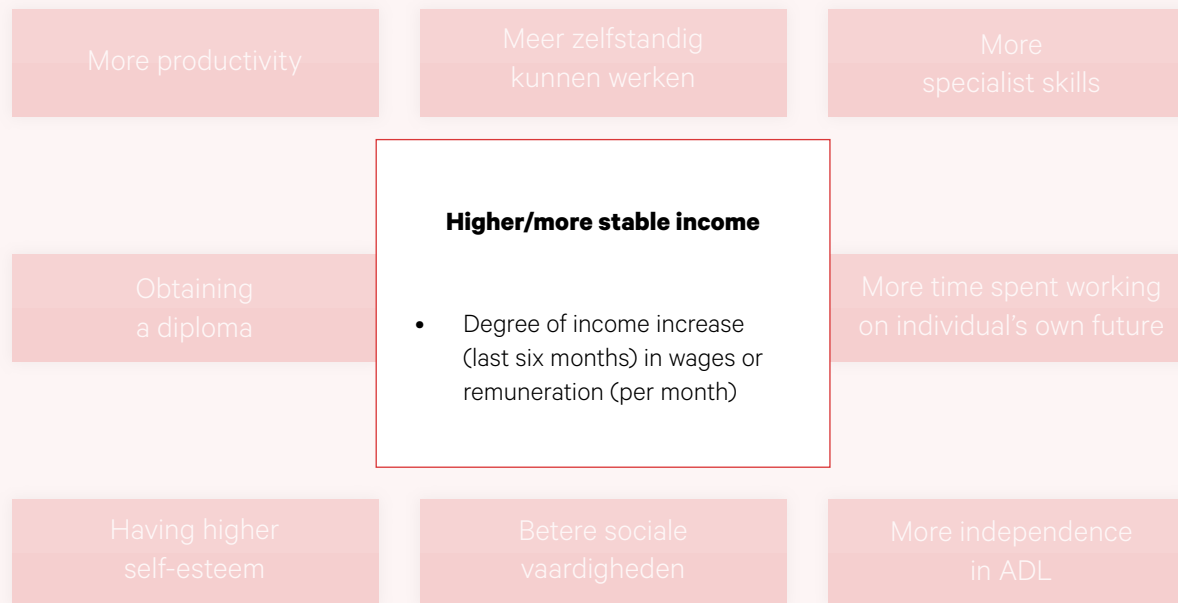 More productivity
Meer zelfstandig
kunnen werken
More
specialist skills
Higher/more stable income
Obtaining
a diploma
• Degree of income increase
(last six months) in wages or
remuneration (per month)
More time spent working
on individual's own future
Having higher
self-esteem
Betere sociale
vaardigheden
More independence
in ADL